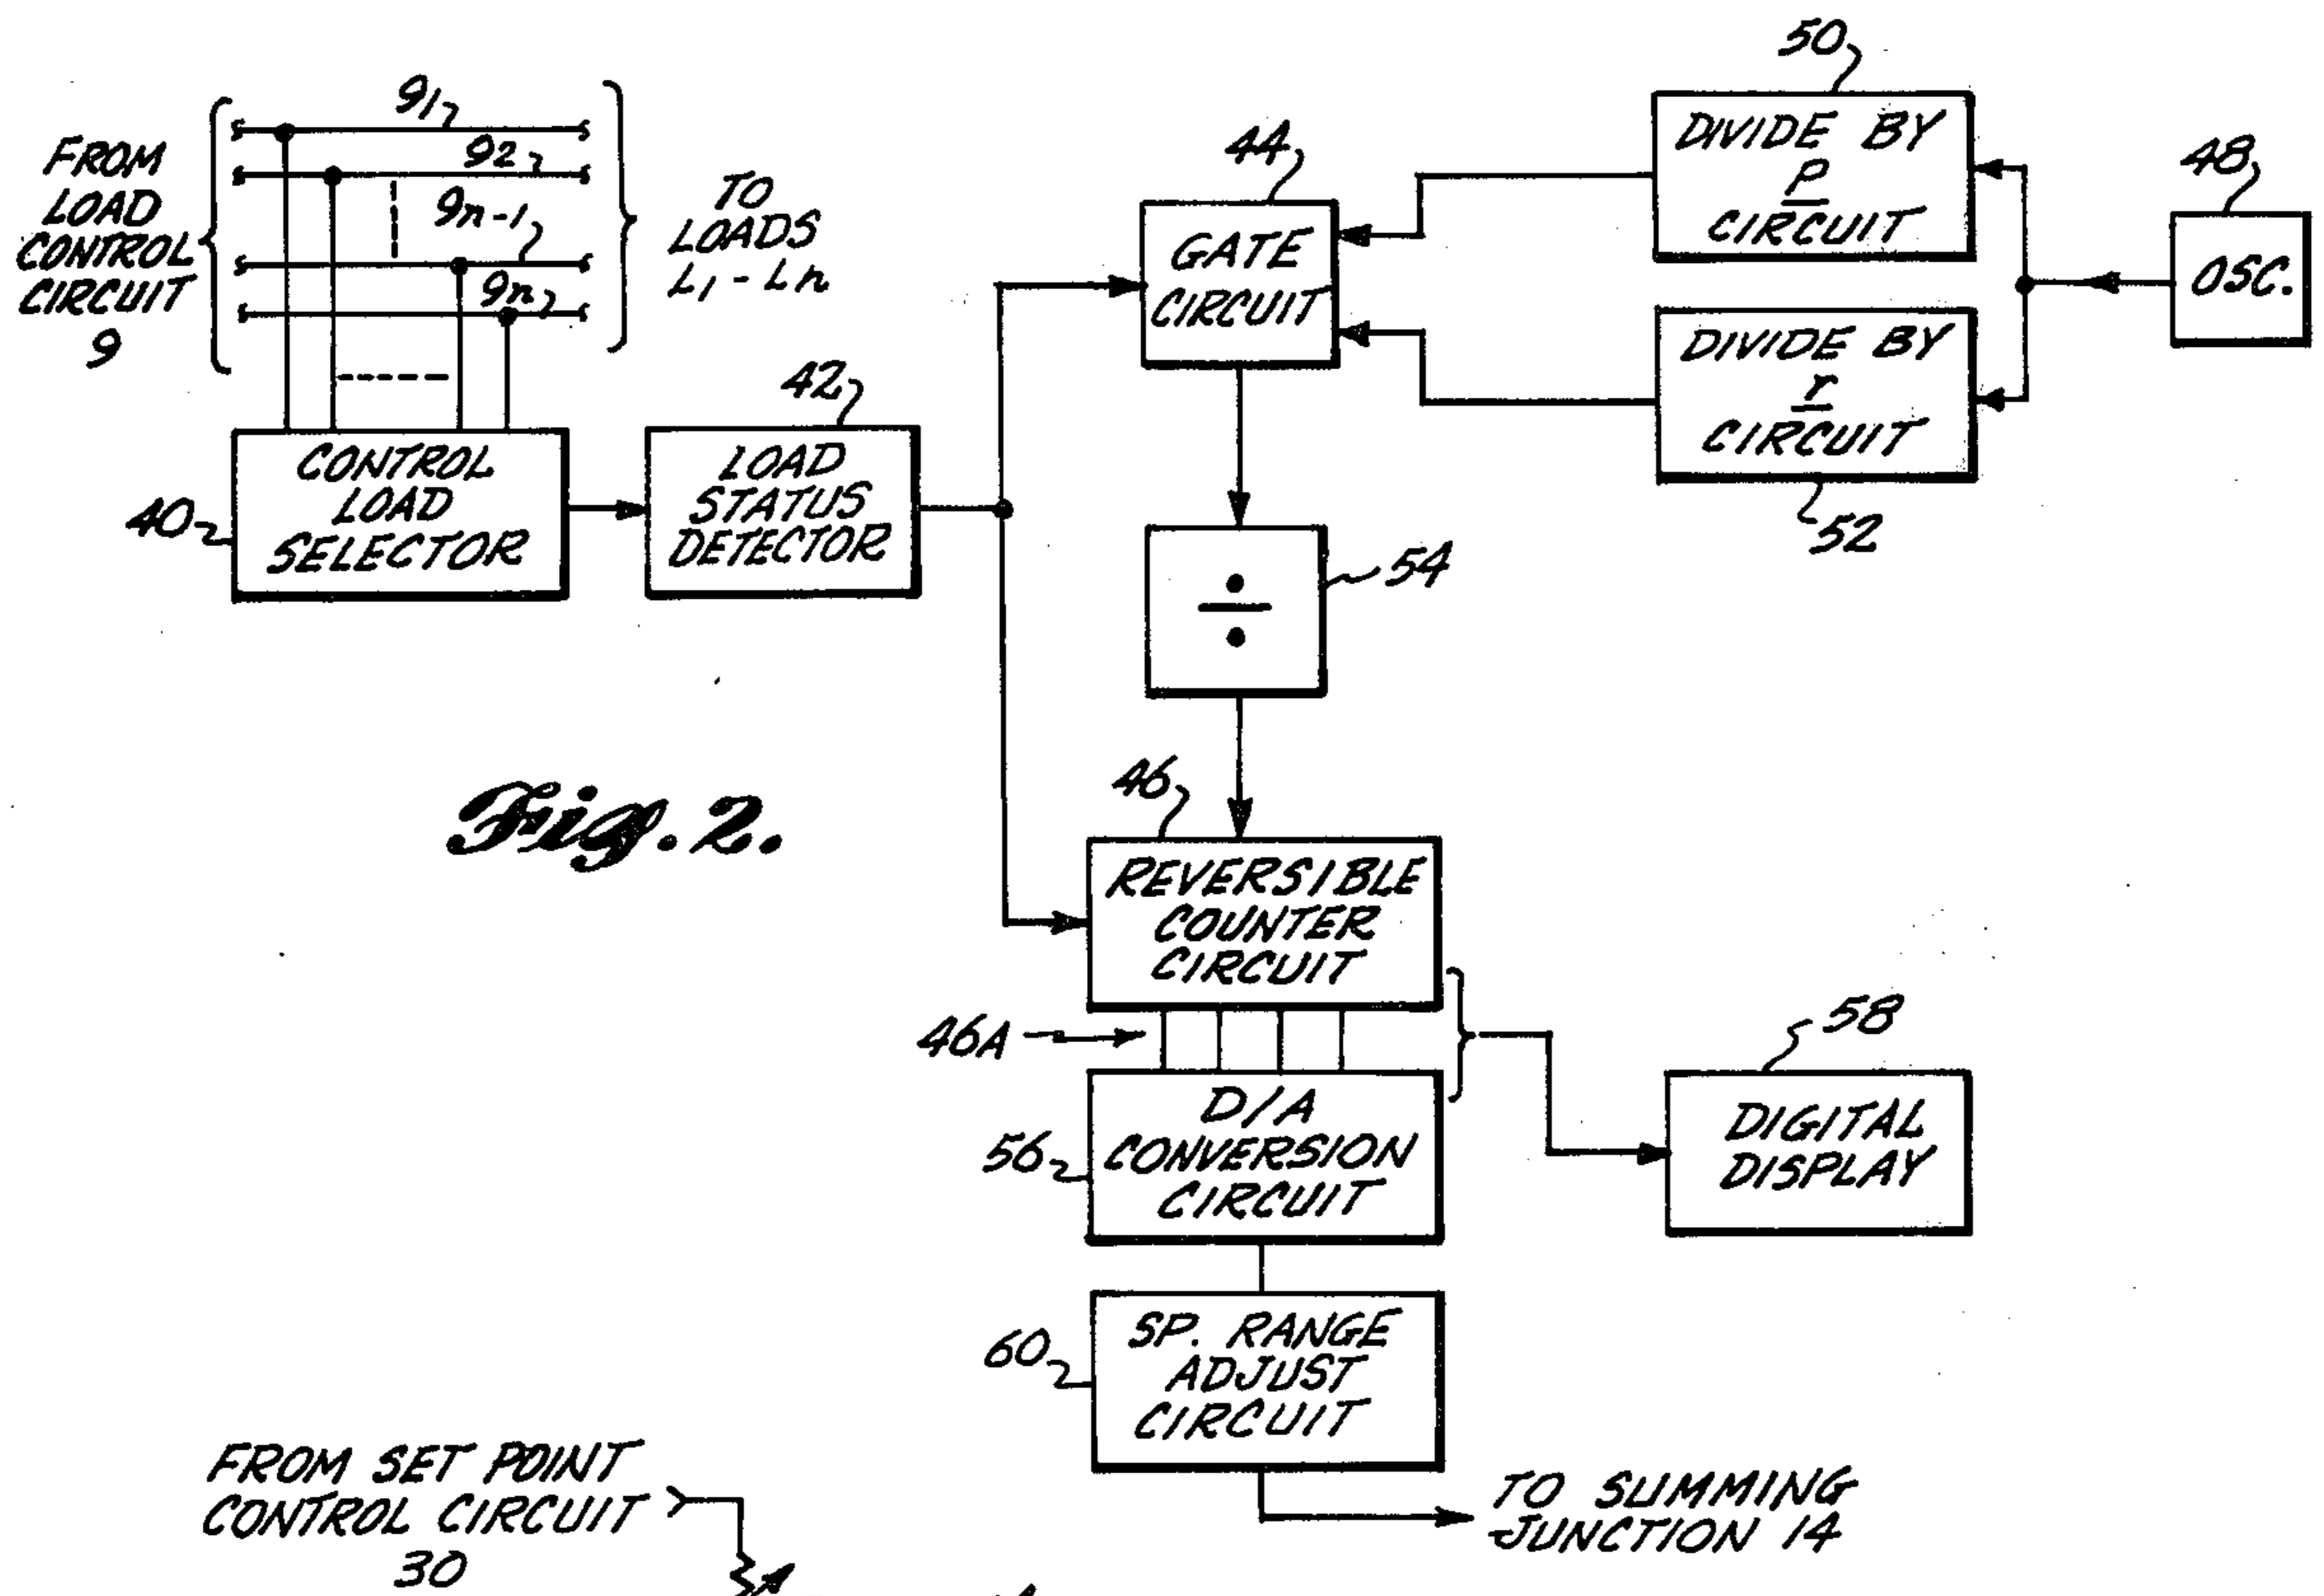 FROM
LOAD
CONTROL
CIRCUIT
9
91
92
9n-1
9n
TO
LOADS
L1 - Ln
40
CONTROL
LOAD
SELECTOR
42
LOAD
STATUS
DETECTOR
44
GATE
CIRCUIT
50
DIVIDE BY
P
CIRCUIT
48
OSC.
DIVIDE BY
r
CIRCUIT
52
÷
54
Fig. 2.
46
REVERSIBLE
COUNTER
CIRCUIT
46A
56
D/A
CONVERSION
CIRCUIT
58
DIGITAL
DISPLAY
60
SP. RANGE
ADJUST
CIRCUIT
TO SUMMING
JUNCTION 14
FROM SET POINT
CONTROL CIRCUIT
30